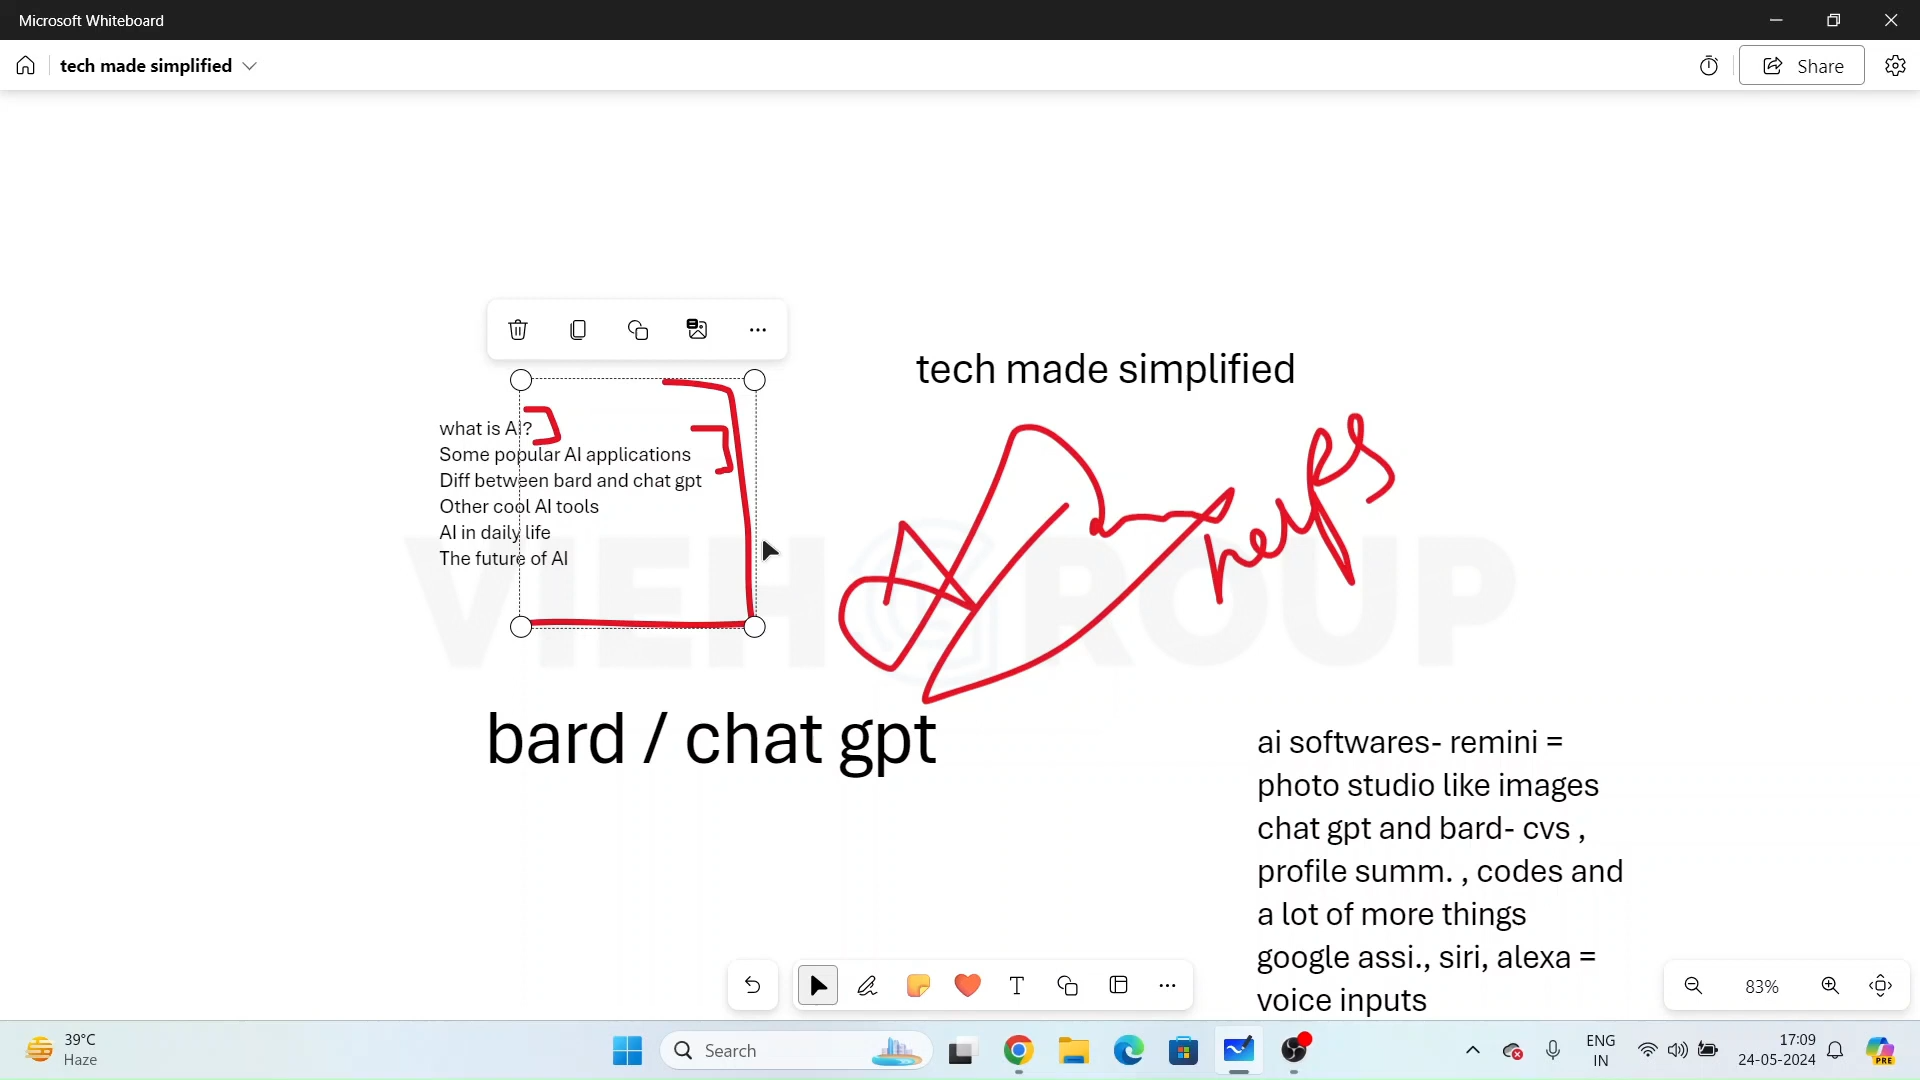 Microsoft Whiteboard
tech made simplified
Share
tech made simplified
what is AI?
Some popular AI applications
Diff between bard and chat gpt
Other cool AI tools
AI in daily life
The future of AI
VIEH GROUP
bard / chat gpt
ai softwares- remini =
photo studio like images
chat gpt and bard- cvs ,
profile summ. , codes and
a lot of more things
google assi., siri, alexa =
voice inputs
83%
39°C
Haze
Search
ENG
IN
17:09
24-05-2024
PRE